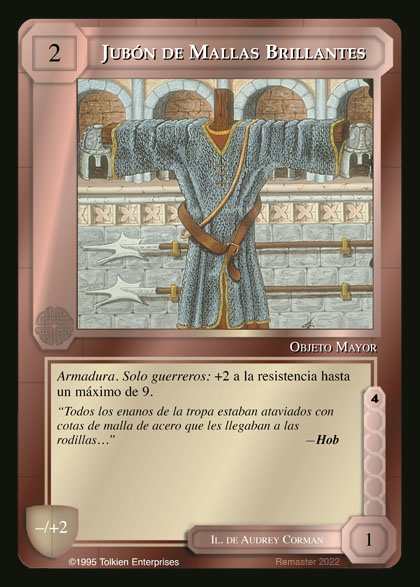 2
JUBÓN DE MALLAS BRILLANTES
OBJETO MAYOR
Armadura. Solo guerreros: +2 a la resistencia hasta
un máximo de 9.
“Todos los enanos de la tropa estaban ataviados con
cotas de malla de acero que les llegaban a las
rodillas…” –Hob
4
–/+2
IL. DE AUDREY CORMAN
1
©1995 Tolkien Enterprises
Remaster 2022